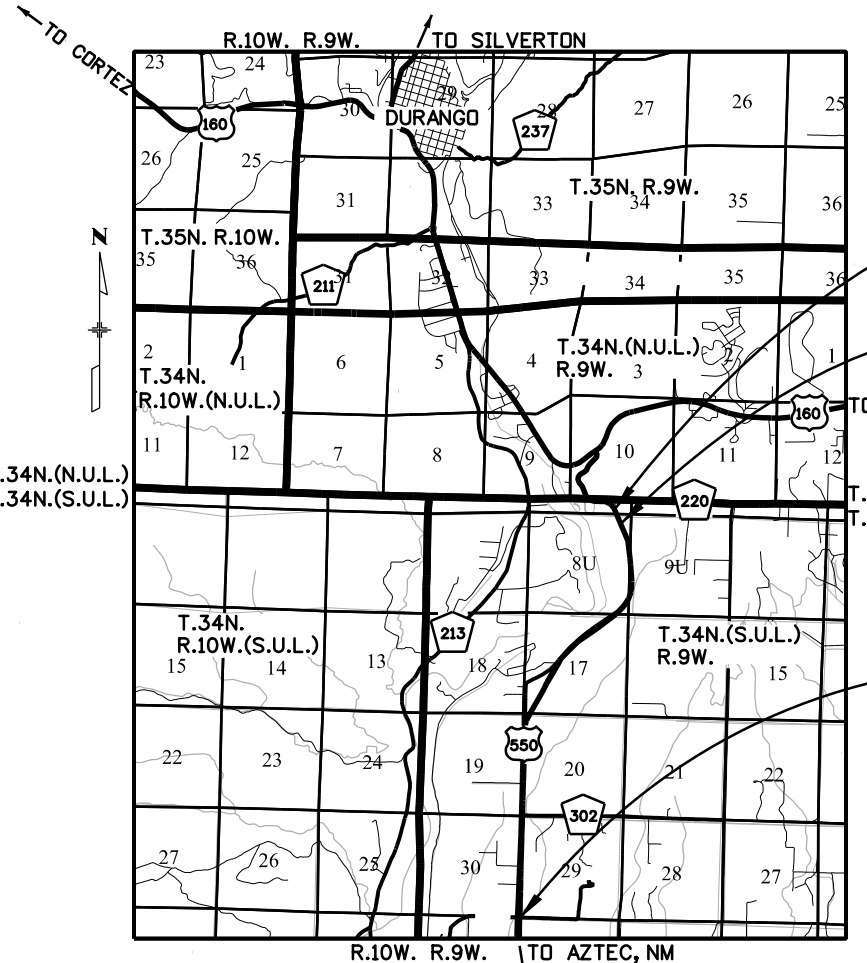 TO CORTEZ
R.10W. R.9W.
TO SILVERTON
23
24
29
28
27
26
25
30
160
DURANGO
237
26
25
31
33
T.35N. R.9W.
34
35
36
N
T.35N. R.10W.
35
36
211
31
32
33
34
35
36
2
1
6
5
4
T.34N.(N.U.L.)
R.9W.
3
2
1
T.34N.
R.10W.(N.U.L.)
160
TO
11
12
7
8
9
10
11
12
.34N.(N.U.L.)
.34N.(S.U.L.)
220
T.
T.
8U
9U
T.34N.
R.10W.(S.U.L.)
213
T.34N.(S.U.L.)
R.9W.
15
14
13
18
17
15
550
22
23
24
19
20
21
22
302
27
26
25
30
29
28
27
R.10W. R.9W.
TO AZTEC, NM